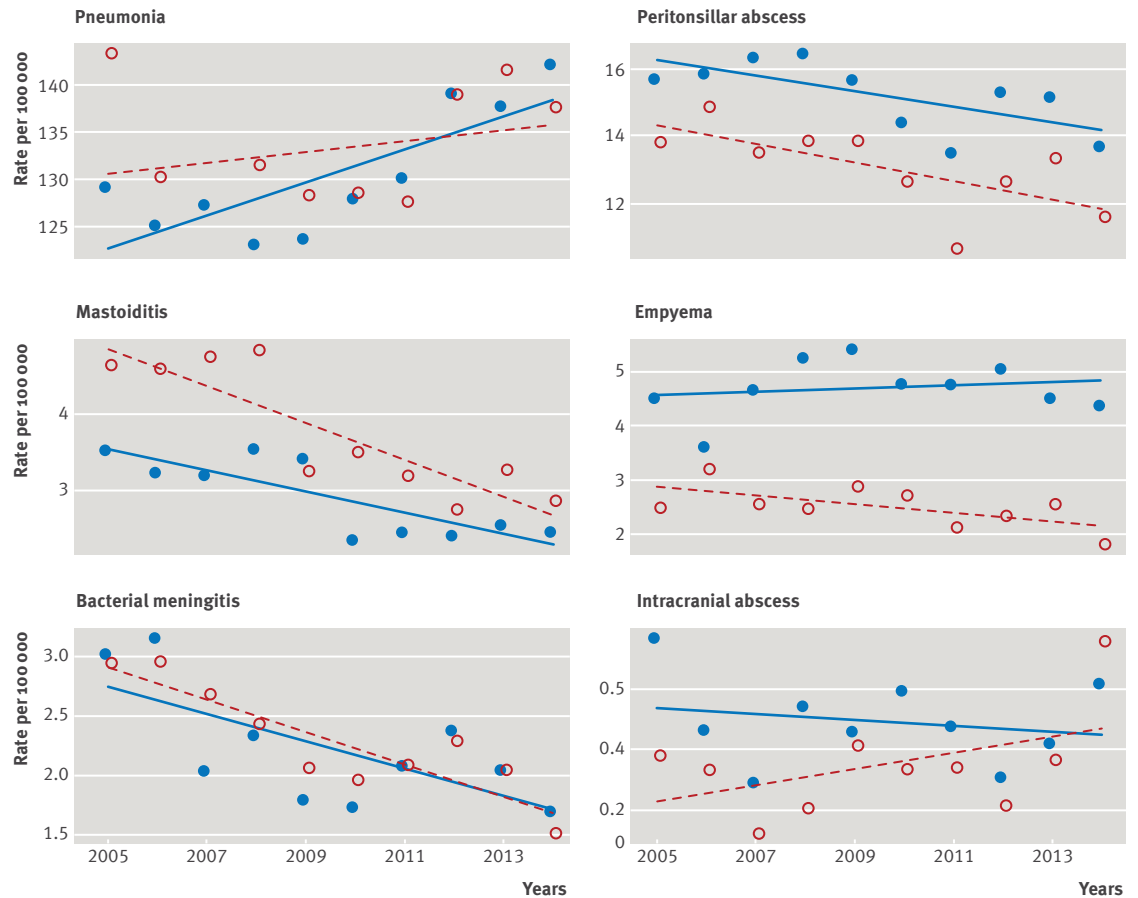 Pneumonia
Rate per 100 000
140
135
130
125
Peritonsillar abscess
16
14
12
Mastoiditis
Rate per 100 000
4
3
Empyema
5
4
3
2
Bacterial meningitis
Rate per 100 000
3.0
2.5
2.0
1.5
2005 2007 2009 2011 2013
Years
Intracranial abscess
0.5
0.4
0.2
0
2005 2007 2009 2011 2013
Years